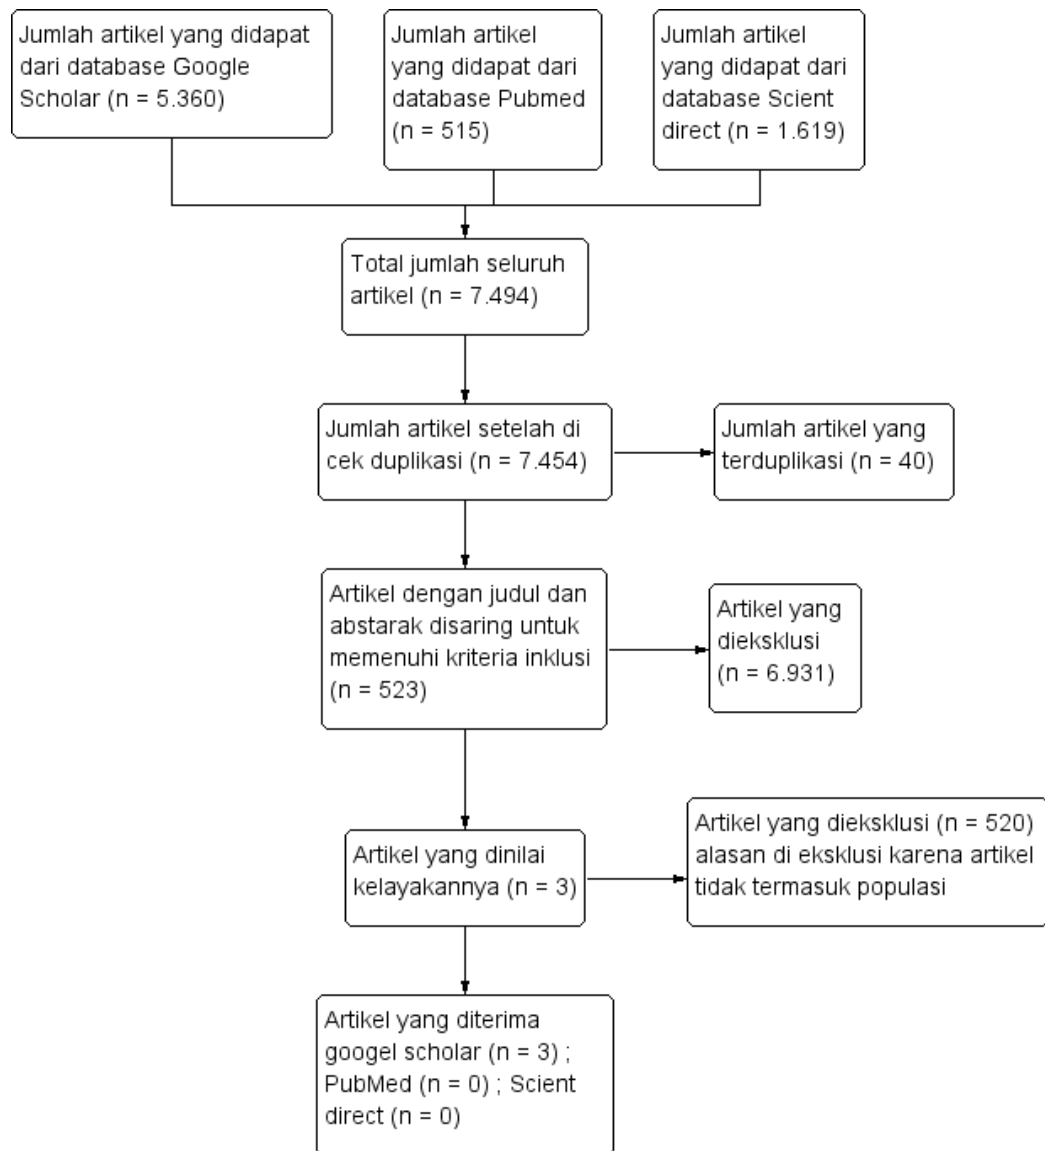 Jumlah artikel yang didapat
dari database Google
Scholar (n = 5.360)
Jumlah artikel
yang didapat dari
database Pubmed
(n = 515)
Jumlah artikel
yang didapat dari
database Scient
direct (n = 1.619)
Total jumlah seluruh
artikel (n = 7.494)
Jumlah artikel setelah di
cek duplikasi (n = 7.454)
Jumlah artikel yang
terduplikasi (n = 40)
Artikel dengan judul dan
abstarak disaring untuk
memenuhi kriteria inklusi
(n = 523)
Artikel yang
dieksklusi
(n = 6.931)
Artikel yang dinilai
kelayakannya (n = 3)
Artikel yang dieksklusi (n = 520)
alasan di eksklusi karena artikel
tidak termasuk populasi
Artikel yang diterima
googel scholar (n = 3) ;
PubMed (n = 0) ; Scient
direct (n = 0)